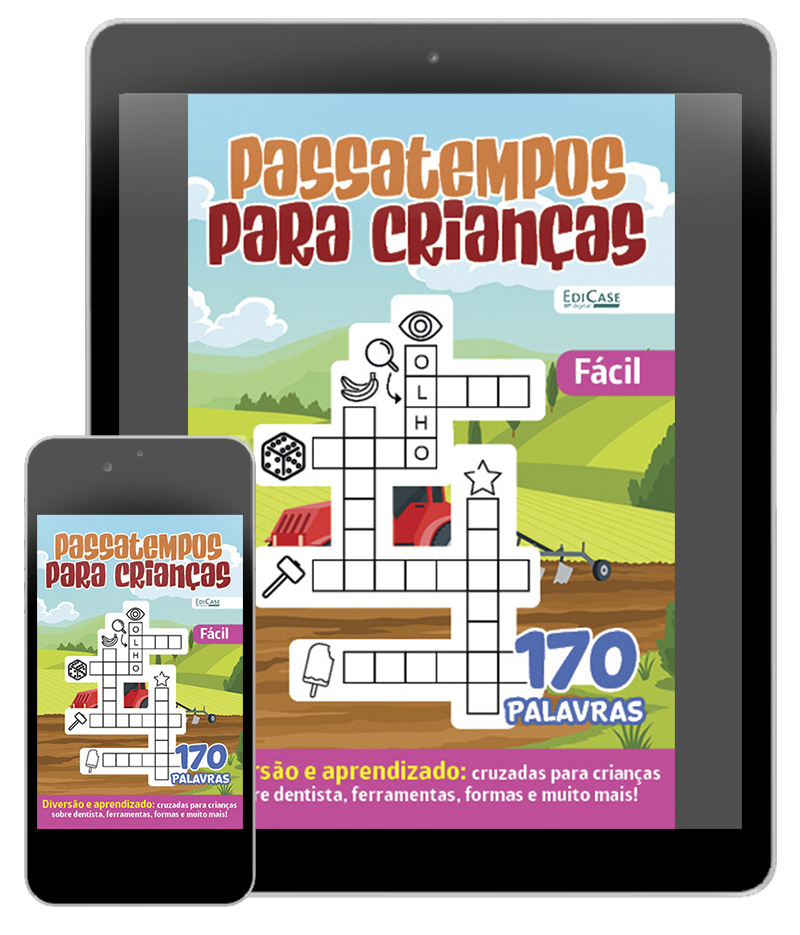 Passatempos
para crianças
EdiCase
digital
Fácil
O
L
H
O
170
PALAVRAS
rsão e aprendizado: cruzadas para crianças
re dentista, ferramentas, formas e muito mais!
Passatempos
para crianças
EdiCase
Fácil
O
L
H
O
170
PALAVRAS
Diversão e aprendizado: cruzadas para crianças
sobre dentista, ferramentas, formas e muito mais!